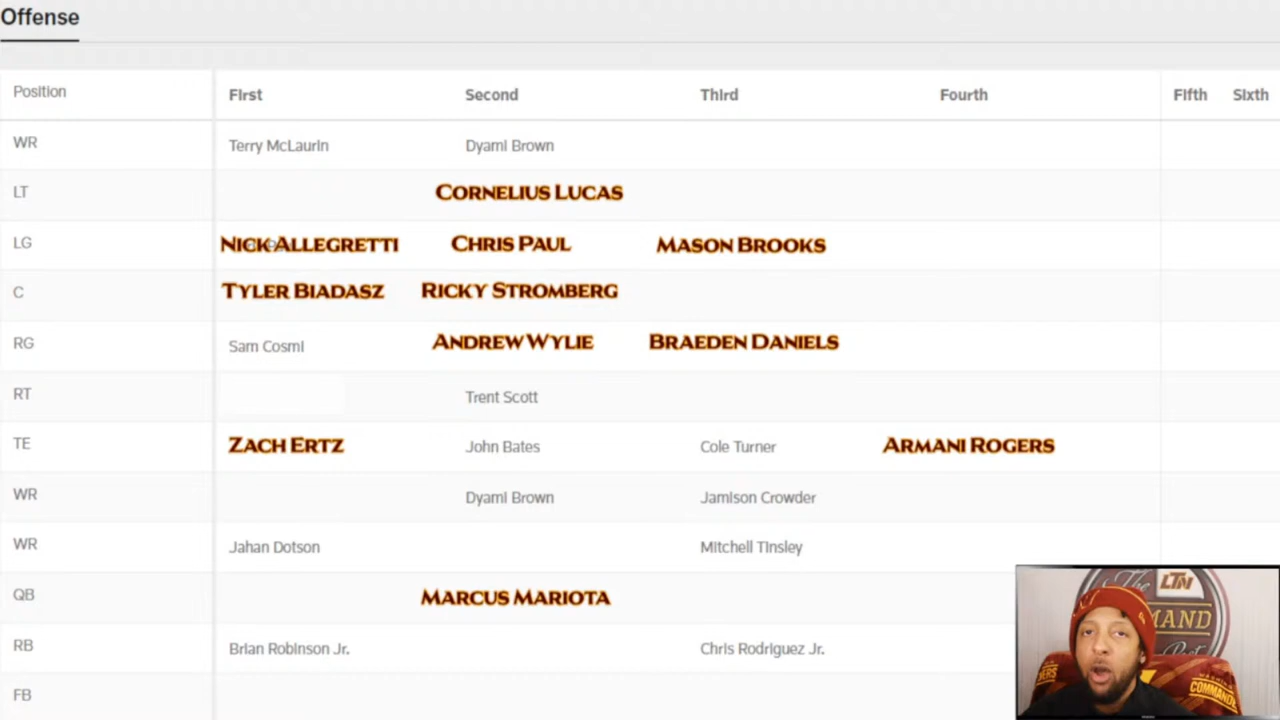 Offense
Position First Second Third Fourth Fifth Sixth
WR Terry McLaurin Dyami Brown
LT CORNELIUS LUCAS
LG NICK ALLEGRETTI CHRIS PAUL MASON BROOKS
C TYLER BIADASZ RICKY STROMBERG
RG Sam Cosmi ANDREW WYLIE BRAEDEN DANIELS
RT Trent Scott
TE ZACH ERTZ John Bates Cole Turner ARMANI ROGERS
WR Dyami Brown Jamison Crowder
WR Jahan Dotson Mitchell Tinsley
QB MARCUS MARIOTA
RB Brian Robinson Jr. Chris Rodriguez Jr.
FB
The
LTN